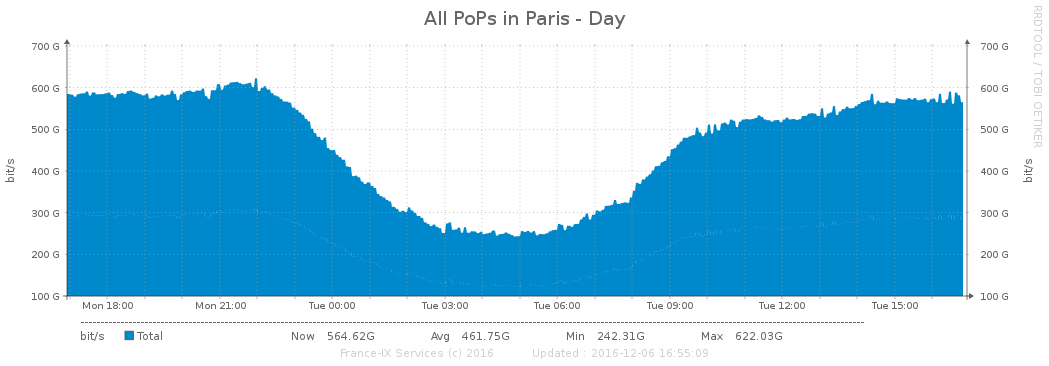 All PoPs in Paris - Day
RRDTOOL / TOBI OETIKER
700 G 700 G
600 G 600 G
500 G 500 G
400 G 400 G
300 G 300 G
200 G 200 G
100 G 100 G
bit/s bit/s
Mon 18:00 Mon 21:00 Tue 00:00 Tue 03:00 Tue 06:00 Tue 09:00 Tue 12:00 Tue 15:00
bit/s Total Now 564.62G Avg 461.75G Min 242.31G Max 622.03G
France-IX Services (c) 2016 Updated : 2016-12-06 16:55:09